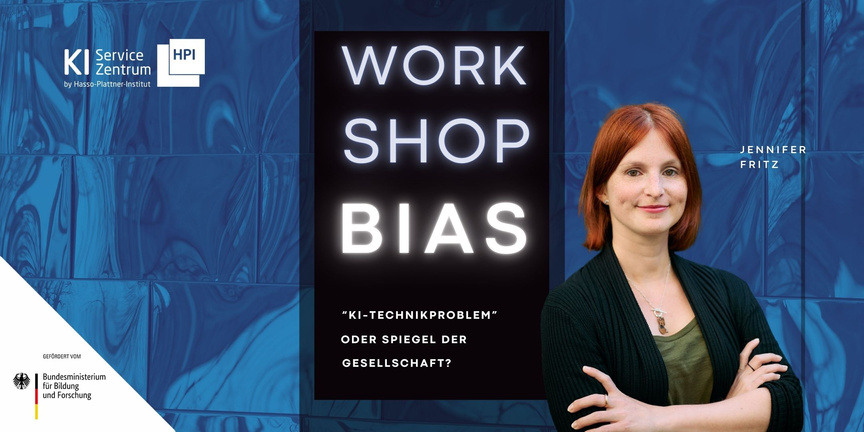 KI Service
Zentrum
by Hasso-Plattner-Institut
HPI
WORK
SHOP
BIAS
"KI-TECHNIKPROBLEM"
ODER SPIEGEL DER
GESELLSCHAFT?
JENNIFER
FRITZ
GEFÖRDERT VOM
Bundesministerium
für Bildung
und Forschung